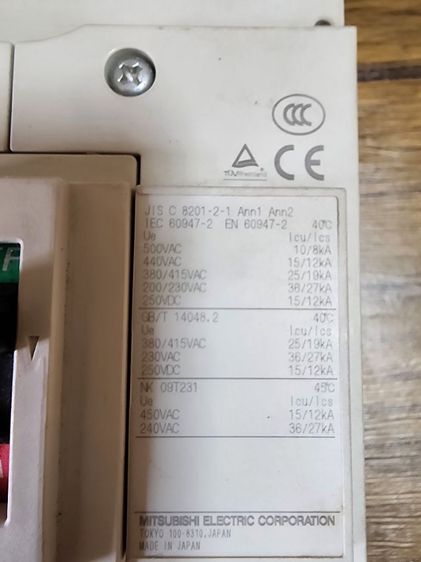 CCC
TÜVRheinland
CE
F
JIS C 8201-2-1 Ann1 Ann2
IEC 60947-2 EN 60947-2 40℃
Ue Icu/Ics
500VAC 10/8kA
440VAC 15/12kA
380/415VAC 25/19kA
200/230VAC 36/27kA
250VDC 15/12kA
GB/T 14048.2 40℃
Ue Icu/Ics
380/415VAC 25/19kA
230VAC 36/27kA
250VDC 15/12kA
NK 09T231 45℃
Ue Icu/Ics
450VAC 15/12kA
240VAC 36/27kA
MITSUBISHI ELECTRIC CORPORATION
TOKYO 100-8310,JAPAN
MADE IN JAPAN